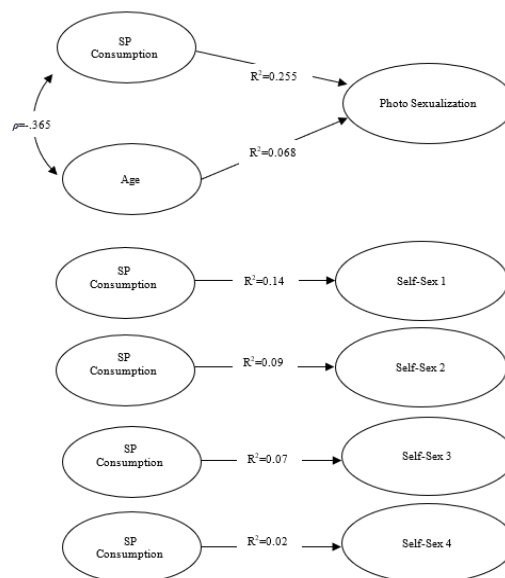 SP
Consumption
R²=0.255
Photo Sexualization
ρ=-.365
R²=0.068
Age
SP
Consumption
R²=0.14
Self-Sex 1
SP
Consumption
R²=0.09
Self-Sex 2
SP
Consumption
R²=0.07
Self-Sex 3
SP
Consumption
R²=0.02
Self-Sex 4